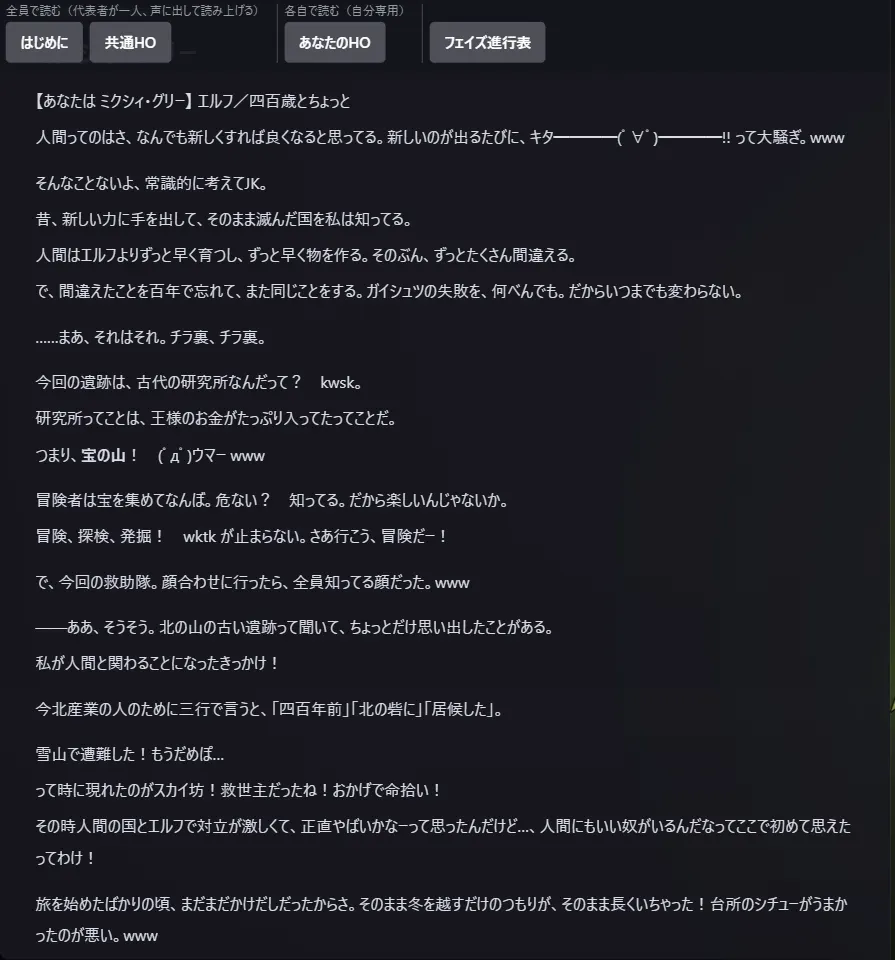 全員で読む（代表者が一人、声に出して読み上げる）
各自で読む（自分専用）
はじめに
共通HO
あなたのHO
フェイズ進行表
【あなたは ミクシィ・グリー】 エルフ／四百歳とちょっと
人間ってのはさ、なんでも新しくすれば良くなると思ってる。新しいのが出るたびに、キタ━━━━(ﾟ∀ﾟ)━━━━!! って大騒ぎ。www
そんなことないよ、常識的に考えてJK。
昔、新しい力に手を出して、そのまま滅んだ国を私は知ってる。
人間はエルフよりずっと早く育つし、ずっと早く物を作る。そのぶん、ずっとたくさん間違える。
で、間違えたことを百年で忘れて、また同じことをする。ガイシュツの失敗を、何べんでも。だからいつまでも変わらない。
……まあ、それはそれ。チラ裏、チラ裏。
今回の遺跡は、古代の研究所なんだって？　kwsk。
研究所ってことは、王様のお金がたっぷり入ってたってことだ。
つまり、宝の山！　(ﾟдﾟ)ウマー www
冒険者は宝を集めてなんぼ。危ない？　知ってる。だから楽しいんじゃないか。
冒険、探検、発掘！　wktk が止まらない。さあ行こう、冒険だー！
で、今回の救助隊。顔合わせに行ったら、全員知ってる顔だった。www
――ああ、そうそう。北の山の古い遺跡って聞いて、ちょっとだけ思い出したことがある。
私が人間と関わることになったきっかけ！
今北産業の人のために三行で言うと、「四百年前」「北の砦に」「居候した」。
雪山で遭難した！もうだめぽ…
って時に現れたのがスカイ坊！救世主だったね！おかげで命拾い！
その時人間の国とエルフで対立が激しくて、正直やばいかなーって思ったんだけど…、人間にもいい奴がいるんだなってここで初めて思えた
ってわけ！
旅を始めたばかりの頃、まだまだかけだしだったからさ。そのまま冬を越すだけのつもりが、そのまま長くいちゃった！台所のシチューがうまか
ったのが悪い。www